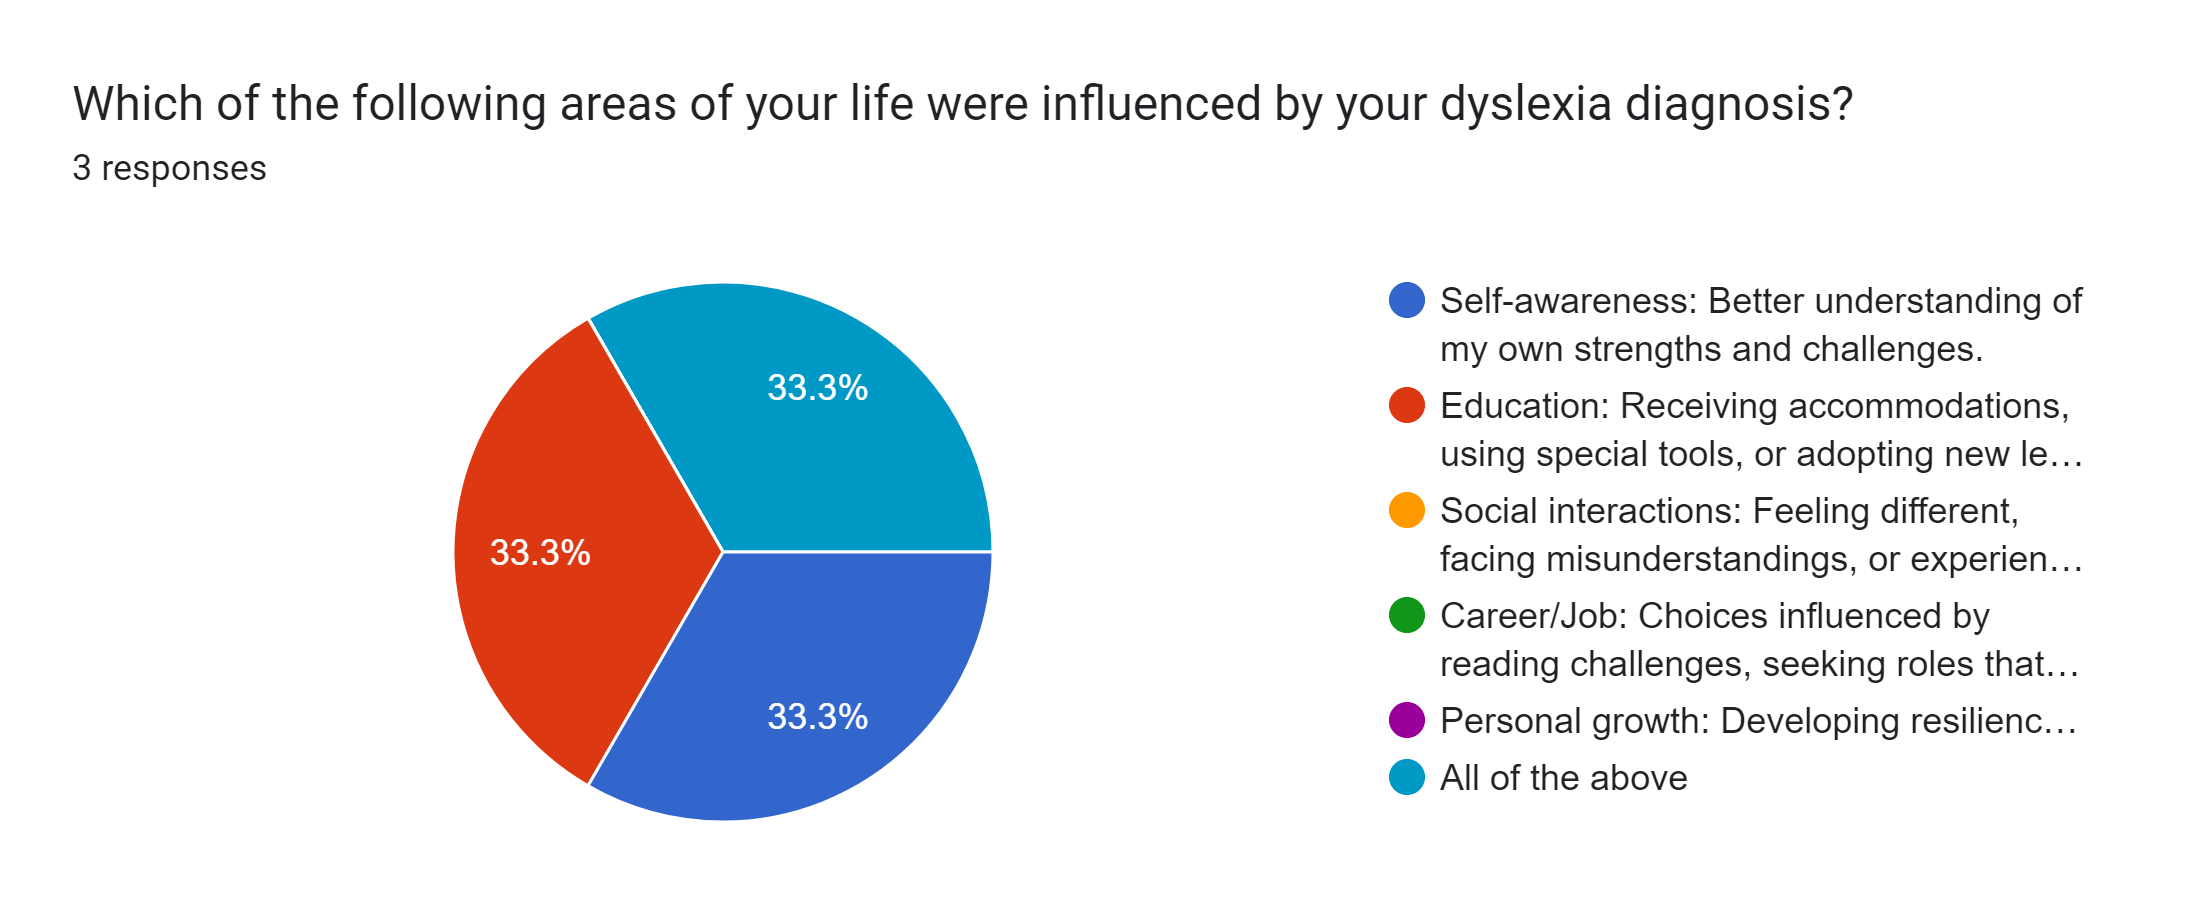 Which of the following areas of your life were influenced by your dyslexia diagnosis?
3 responses
33.3%
33.3%
33.3%
Self-awareness: Better understanding of
my own strengths and challenges.
Education: Receiving accommodations,
using special tools, or adopting new le...
Social interactions: Feeling different,
facing misunderstandings, or experien...
Career/Job: Choices influenced by
reading challenges, seeking roles that...
Personal growth: Developing resilienc...
All of the above